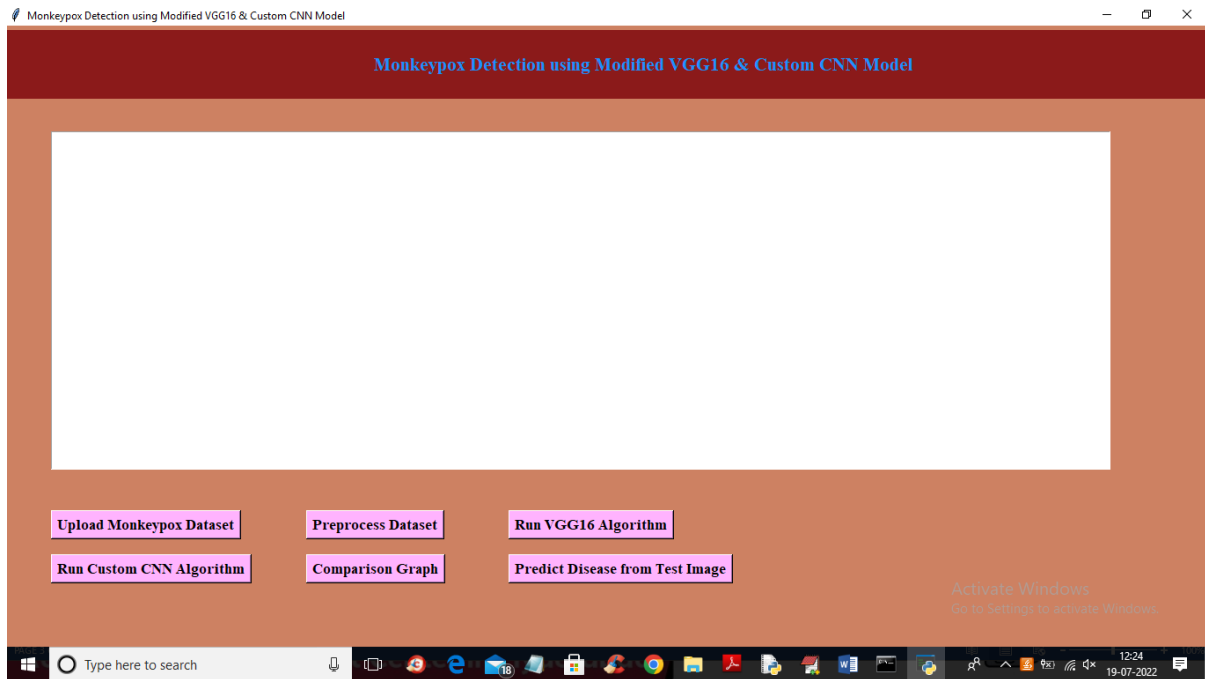 Monkeypox Detection using Modified VGG16 & Custom CNN Model
Monkeypox Detection using Modified VGG16 & Custom CNN Model
Upload Monkeypox Dataset
Preprocess Dataset
Run VGG16 Algorithm
Run Custom CNN Algorithm
Comparison Graph
Predict Disease from Test Image
Activate Windows
Go to Settings to activate Windows.
Type here to search
18
12:24
19-07-2022